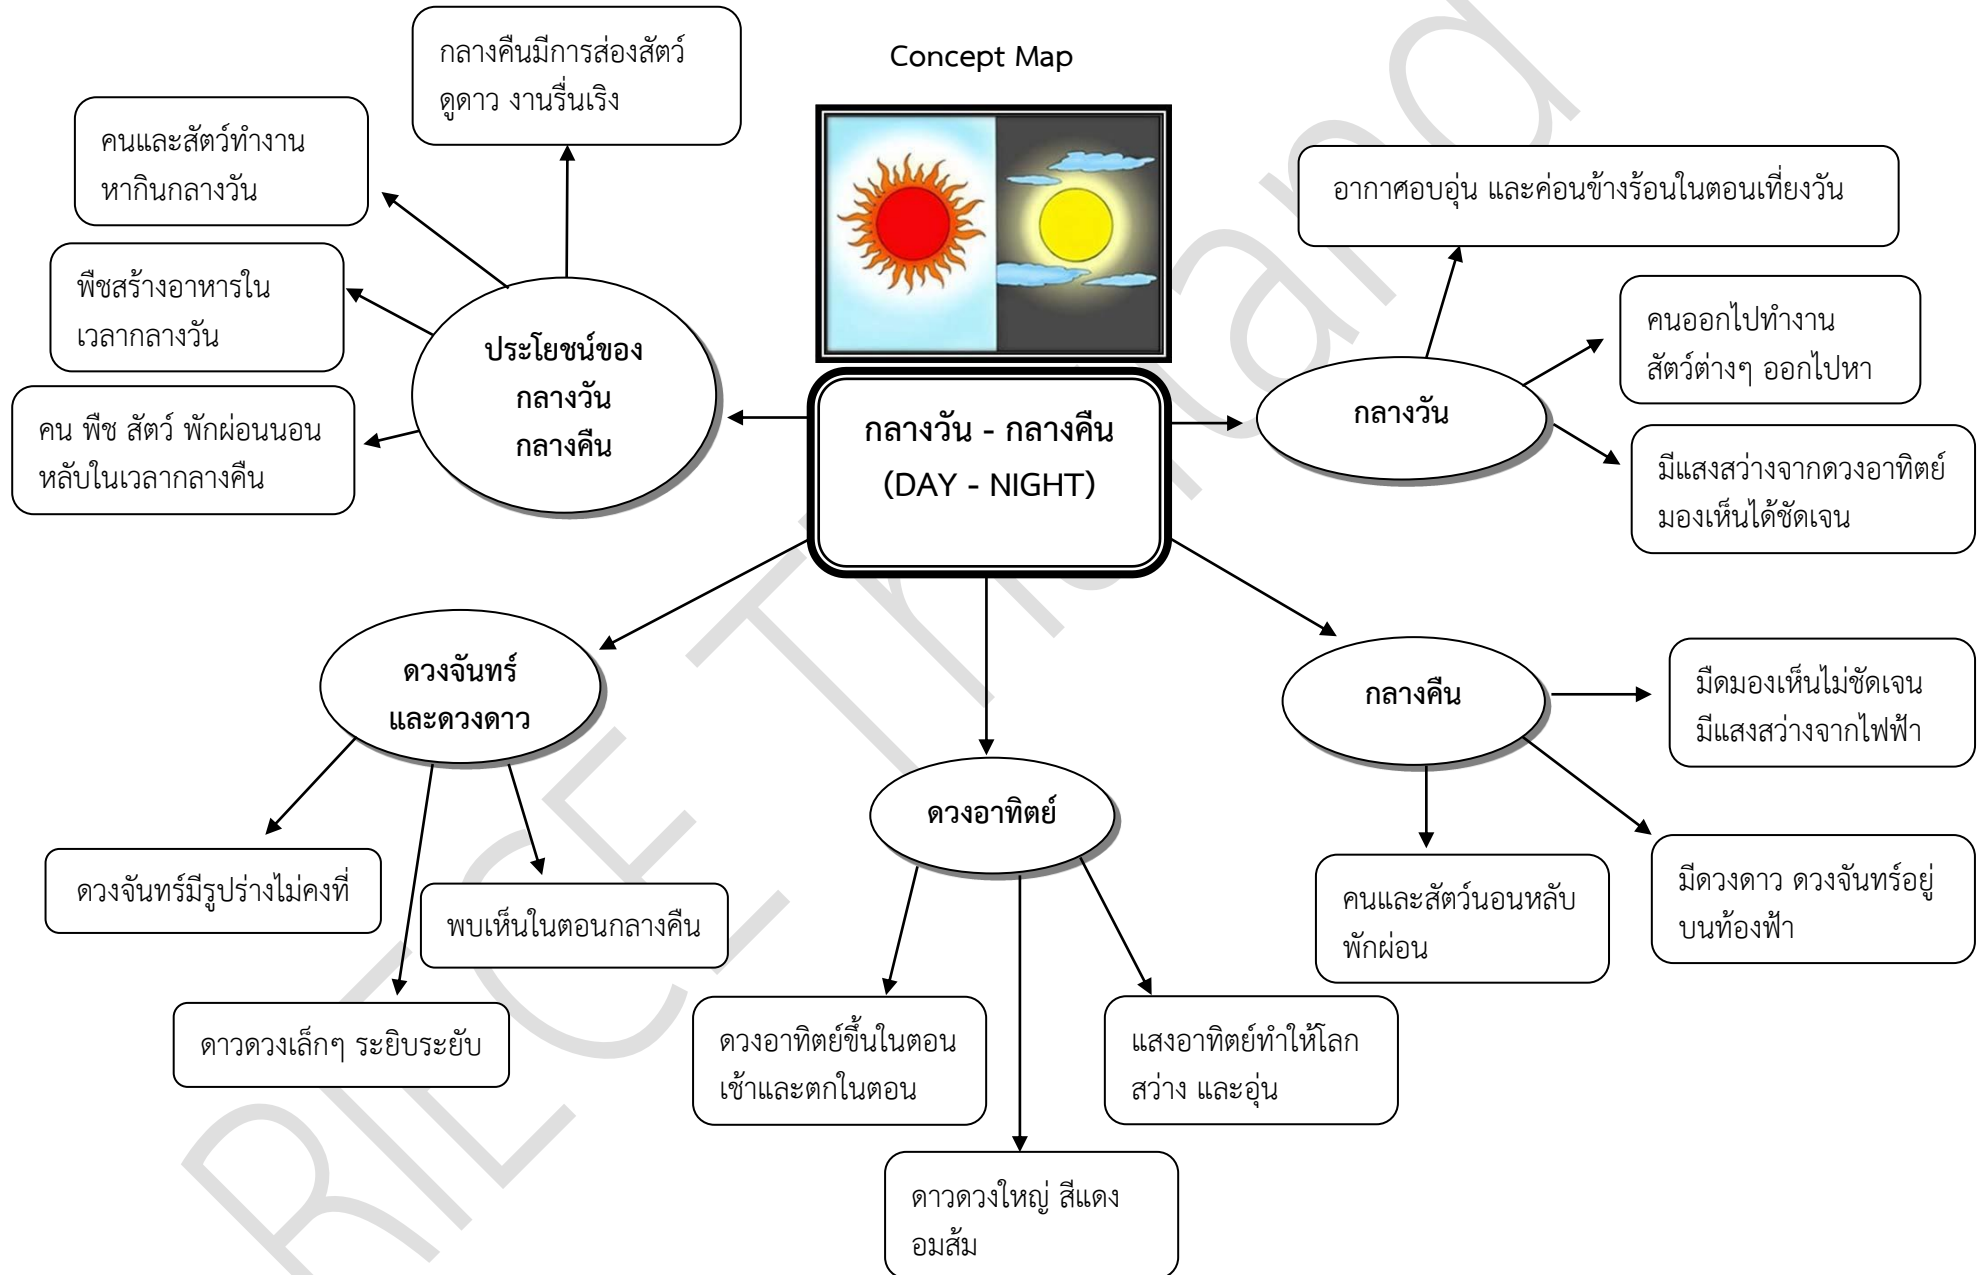 Concept Map
กลางคืนมีการส่องสัตว์
ดูดาว งานรื่นเริง
คนและสัตว์ทำงาน
หากินกลางวัน
พืชสร้างอาหารใน
เวลากลางวัน
คน พืช สัตว์ พักผ่อนนอน
หลับในเวลากลางคืน
ประโยชน์ของ
กลางวัน
กลางคืน
กลางวัน - กลางคืน
(DAY - NIGHT)
กลางวัน
อากาศอบอุ่น และค่อนข้างร้อนในตอนเที่ยงวัน
คนออกไปทำงาน
สัตว์ต่างๆ ออกไปหา
มีแสงสว่างจากดวงอาทิตย์
มองเห็นได้ชัดเจน
ดวงจันทร์
และดวงดาว
ดวงจันทร์มีรูปร่างไม่คงที่
พบเห็นในตอนกลางคืน
ดาวดวงเล็กๆ ระยิบระยับ
ดวงอาทิตย์
ดวงอาทิตย์ขึ้นในตอน
เช้าและตกในตอน
แสงอาทิตย์ทำให้โลก
สว่าง และอุ่น
ดาวดวงใหญ่ สีแดง
อมส้ม
กลางคืน
มืดมองเห็นไม่ชัดเจน
มีแสงสว่างจากไฟฟ้า
คนและสัตว์นอนหลับ
พักผ่อน
มีดวงดาว ดวงจันทร์อยู่
บนท้องฟ้า
RIECE Thailand